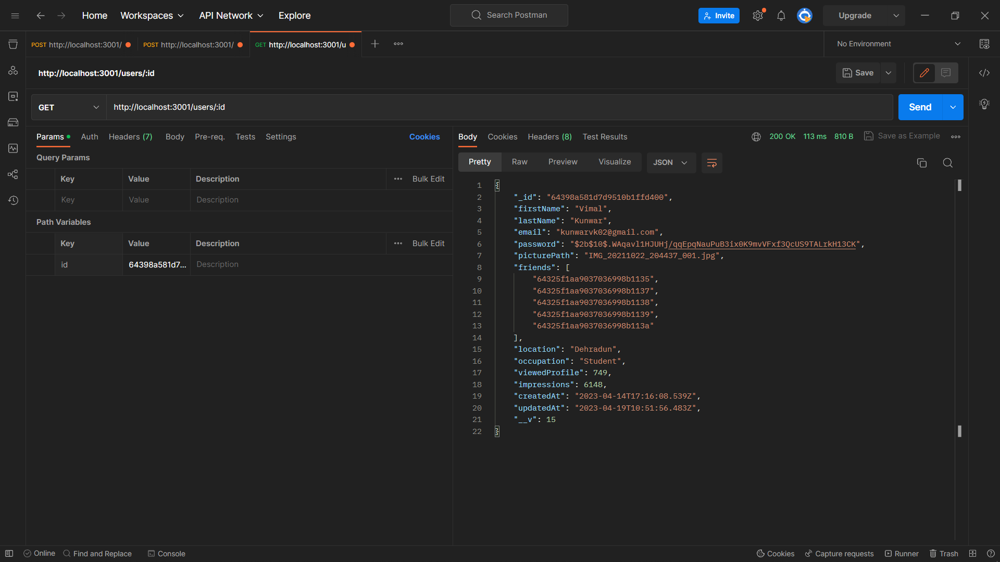 Home Workspaces API Network Explore Search Postman Invite Upgrade
POST http://localhost:3001/ POST http://localhost:3001/ GET http://localhost:3001/u No Environment
http://localhost:3001/users/:id Save
GET http://localhost:3001/users/:id Send
Params Auth Headers (7) Body Pre-req. Tests Settings Cookies
Query Params
Key Value Description Bulk Edit
Key Value Description
Path Variables
Key Value Description Bulk Edit
id 64398a581d7... Description
Body Cookies Headers (8) Test Results 200 OK 113 ms 810 B Save as Example
Pretty Raw Preview Visualize JSON
1 {
2 "_id": "64398a581d7d9510b1ffd400",
3 "firstName": "Vimal",
4 "lastName": "Kunwar",
5 "email": "kunwarvk02@gmail.com",
6 "password": "$2b$10$.WAqavl1HJUHj/qqEpqNauPuB3ix0K9mvVFxf3QcUS9TALrkH13CK",
7 "picturePath": "IMG_20211022_204437_001.jpg",
8 "friends": [
9 "64325f1aa9037036998b1135",
10 "64325f1aa9037036998b1137",
11 "64325f1aa9037036998b1138",
12 "64325f1aa9037036998b1139",
13 "64325f1aa9037036998b113a"
14 ],
15 "location": "Dehradun",
16 "occupation": "Student",
17 "viewedProfile": 749,
18 "impressions": 6148,
19 "createdAt": "2023-04-14T17:16:08.539Z",
20 "updatedAt": "2023-04-19T10:51:56.483Z",
21 "__v": 15
22 }
Online Find and Replace Console Cookies Capture requests Runner Trash